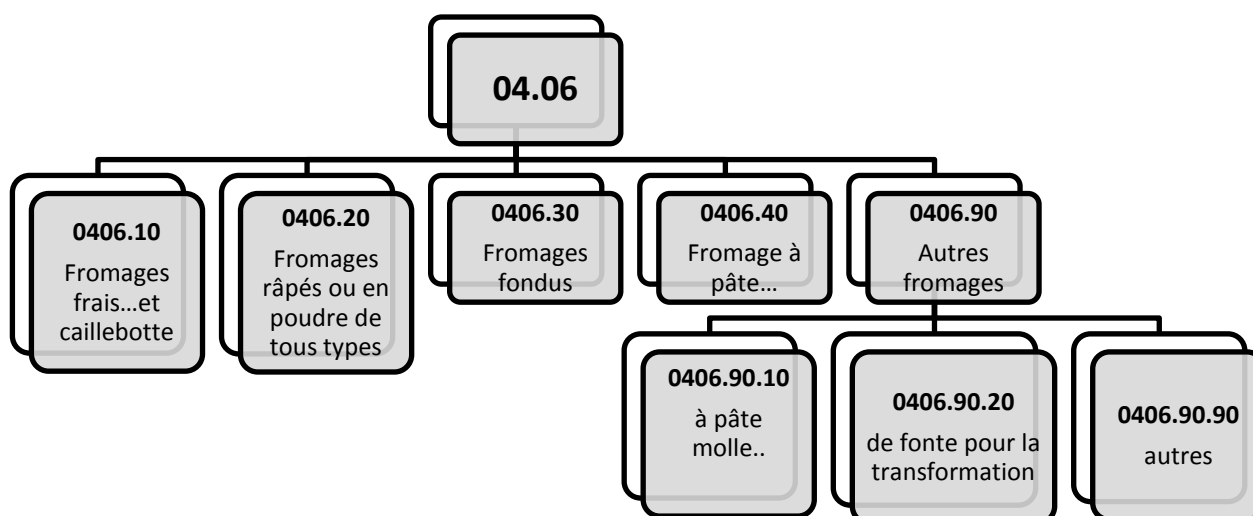 04.06
0406.10
Fromages
frais…et
caillebotte
0406.20
Fromages
râpés ou en
poudre de
tous types
0406.30
Fromages
fondus
0406.40
Fromage à
pâte…
0406.90
Autres
fromages
0406.90.10
à pâte
molle..
0406.90.20
de fonte pour la
transformation
0406.90.90
autres